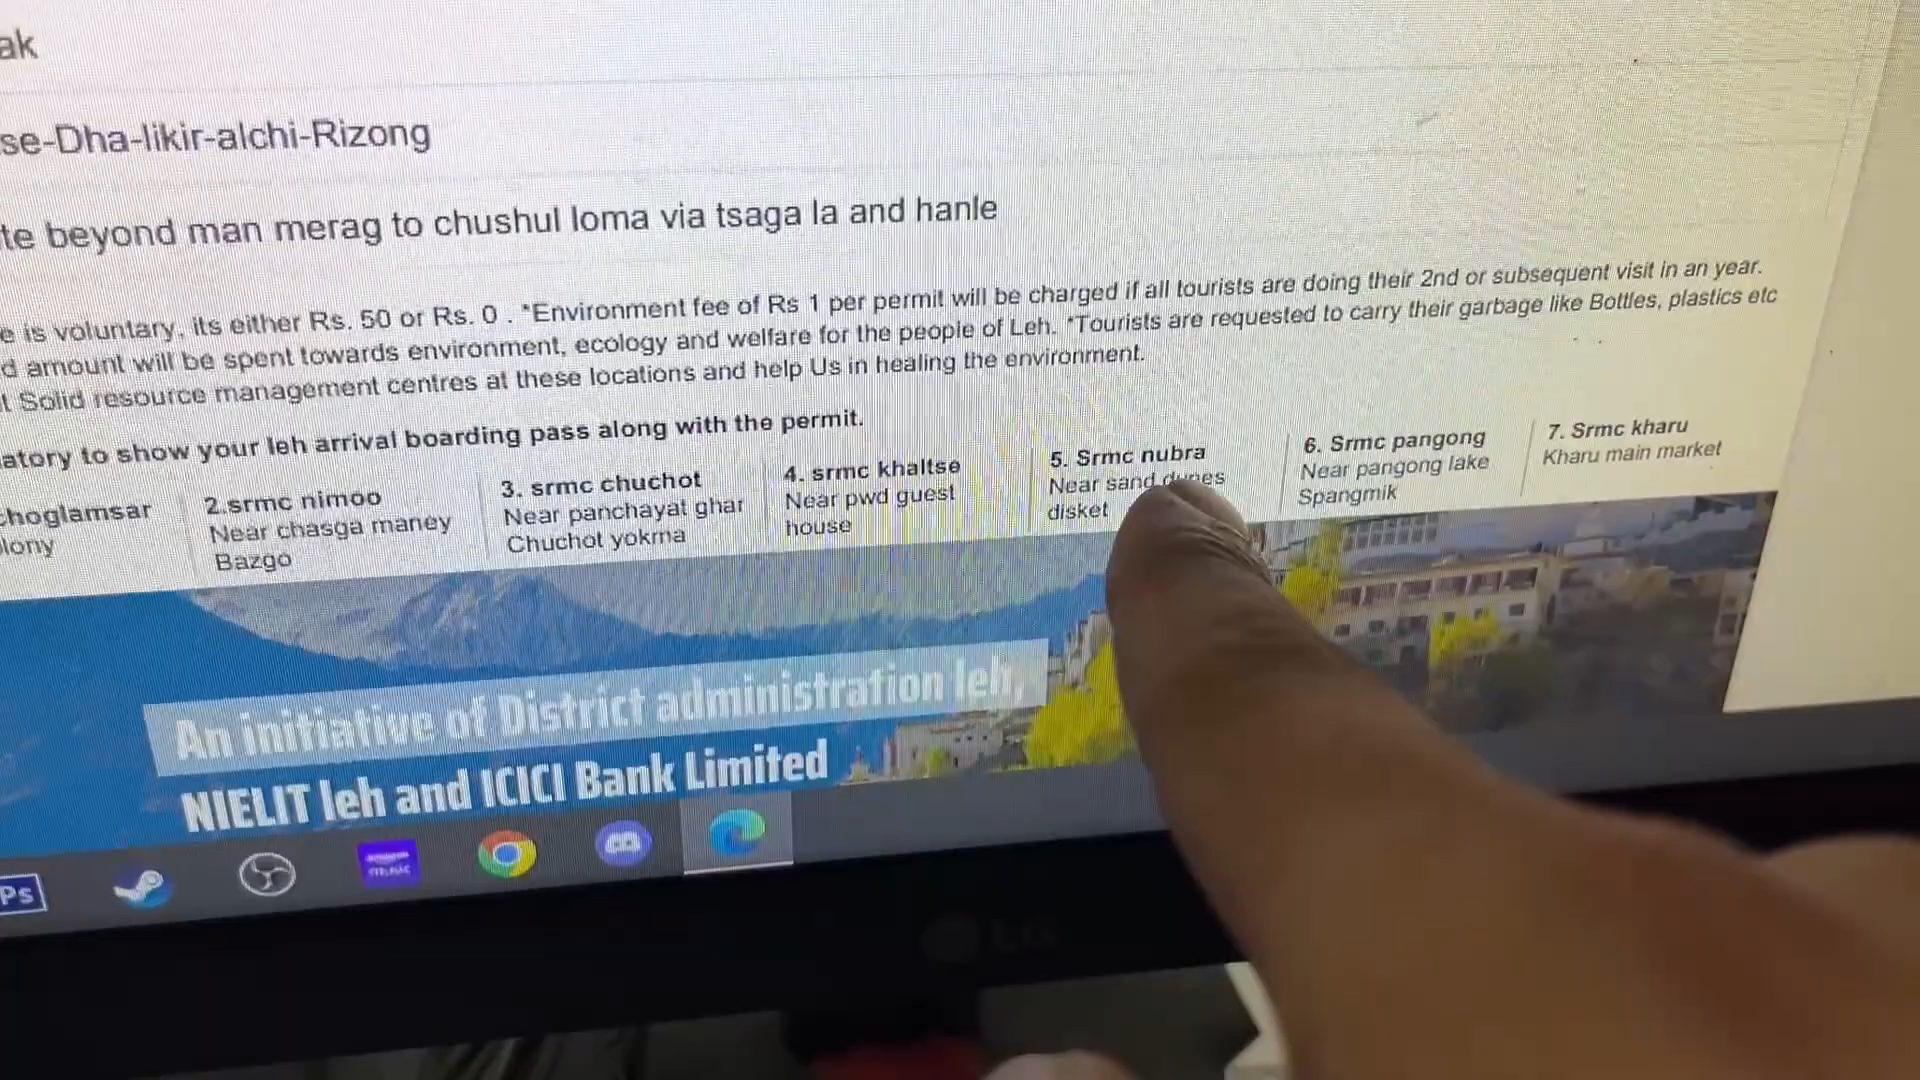 ak
se-Dha-likir-alchi-Rizong
te beyond man merag to chushul loma via tsaga la and hanle
e is voluntary, its either Rs. 50 or Rs. 0 . *Environment fee of Rs 1 per permit will be charged if all tourists are doing their 2nd or subsequent visit in an year.
d amount will be spent towards environment, ecology and welfare for the people of Leh. *Tourists are requested to carry their garbage like Bottles, plastics etc
t Solid resource management centres at these locations and help Us in healing the environment.
atory to show your leh arrival boarding pass along with the permit.
choglamsar
lony
2.srmc nimoo
Near chasga maney
Bazgo
3. srmc chuchot
Near panchayat ghar
Chuchot yokma
4. srmc khaltse
Near pwd guest
house
5. Srmc nubra
Near sand dunes
disket
6. Srmc pangong
Near pangong lake
Spangmik
7. Srmc kharu
Kharu main market
An initiative of District administration leh,
NIELIT leh and ICICI Bank Limited
Ps
amazon
music
LG